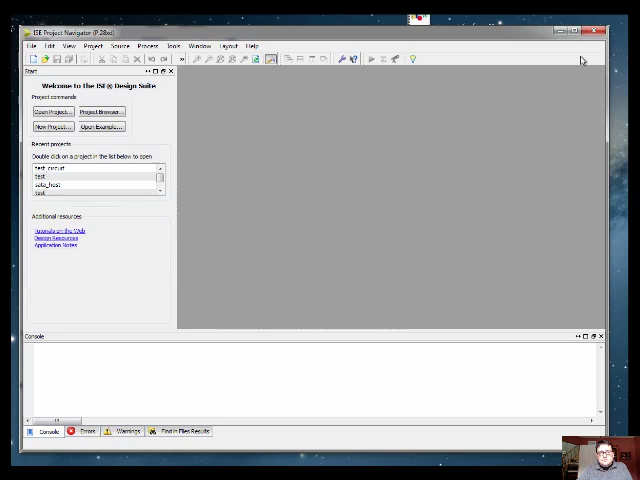 ISE Project Navigator (P.28xd)
File Edit View Project Source Process Tools Window Layout Help
Start
Welcome to the ISE® Design Suite
Project commands
Open Project... Project Browser...
New Project... Open Example...
Recent projects
Double click on a project in the list below to open
test_circuit
test
sata_host
test
Additional resources
Tutorials on the Web
Design Resources
Application Notes
Console
Console Errors Warnings Find in Files Results